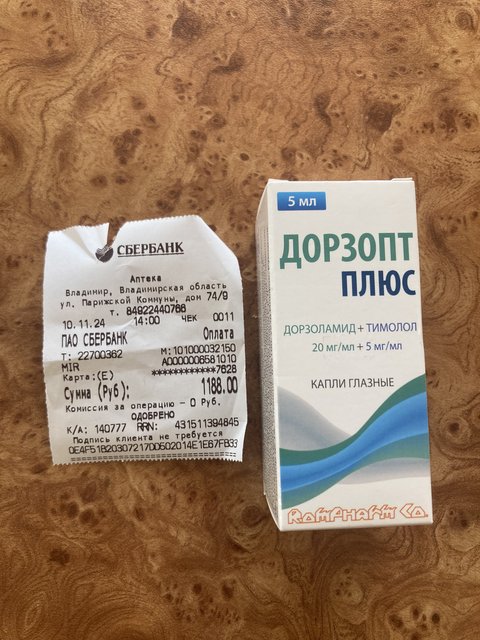 СБЕРБАНК
Аптека
Владимир, Владимирская область
ул. Парижской Коммуны, дом 74/9
т. 84922440768
10.11.24 14:00 ЧЕК 0011
ПАО СБЕРБАНК Оплата
Т: 22700362 М:101000032150
MIR A0000006581010
Карта:(E) ************7628
Сумма (Руб): 1188.00
Комиссия за операцию – 0 Руб.
ОДОБРЕНО
К/А: 140777 RRN: 431511394845
Подпись клиента не требуется
0E4F51B203072170D502014E1E67FB33
5 мл
ДОРЗОПТ
ПЛЮС
ДОРЗОЛАМИД + ТИМОЛОЛ
20 мг/мл + 5 мг/мл
КАПЛИ ГЛАЗНЫЕ
ROMPHARM CO.